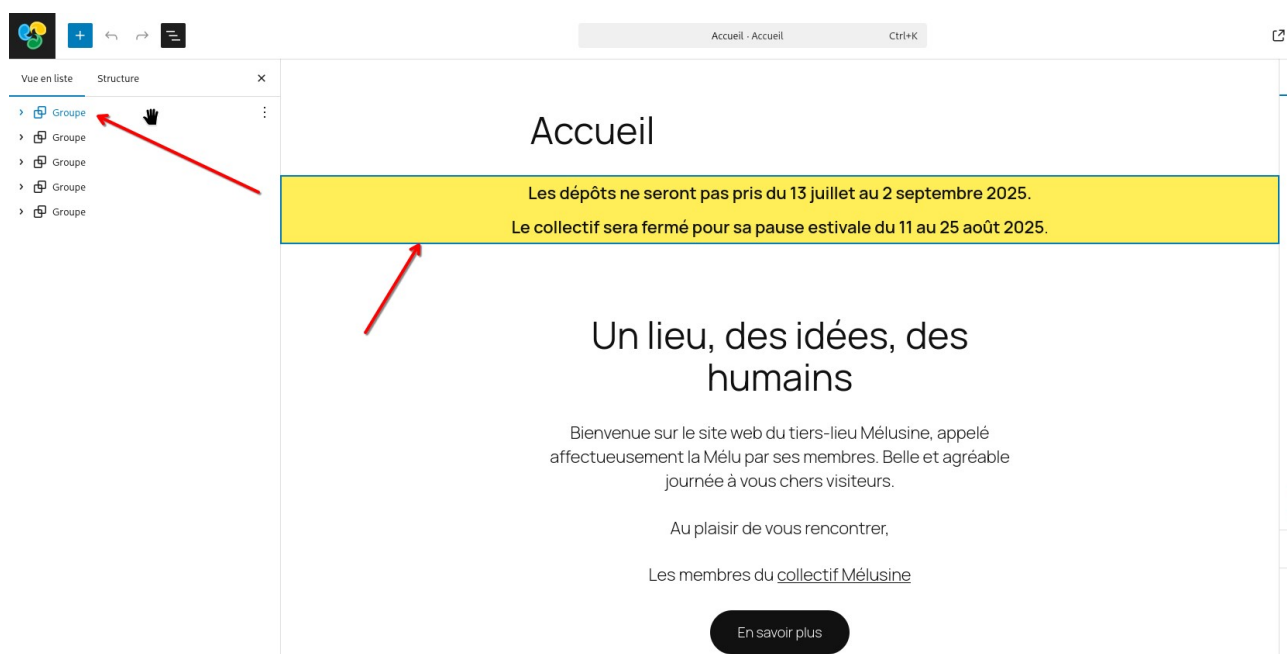 Accueil · Accueil Ctrl+K
Vue en liste Structure
Groupe
Groupe
Groupe
Groupe
Groupe
Accueil
Les dépôts ne seront pas pris du 13 juillet au 2 septembre 2025.
Le collectif sera fermé pour sa pause estivale du 11 au 25 août 2025.
Un lieu, des idées, des
humains
Bienvenue sur le site web du tiers-lieu Mélusine, appelé
affectueusement la Mélu par ses membres. Belle et agréable
journée à vous chers visiteurs.
Au plaisir de vous rencontrer,
Les membres du collectif Mélusine
En savoir plus